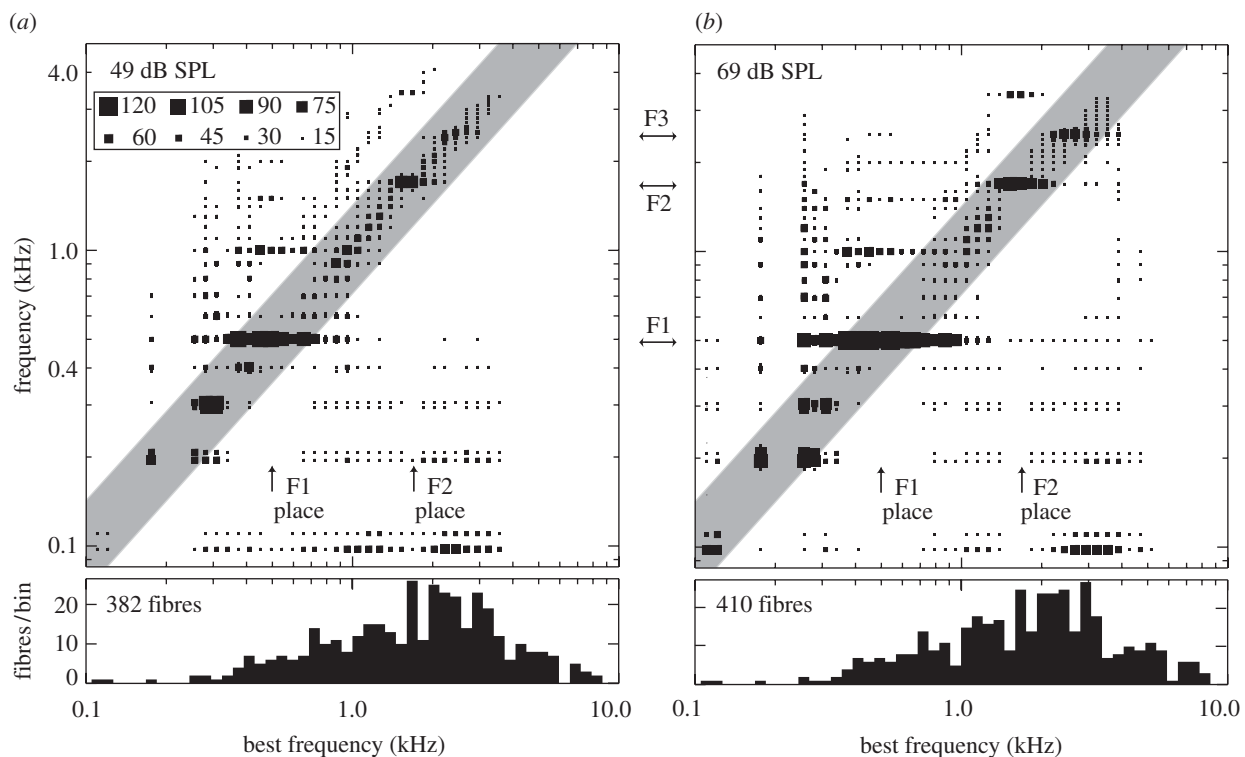 (a)
(b)
49 dB SPL
120 105 90 75
60 45 30 15
4.0
1.0
0.4
0.1
frequency (kHz)
F1
place
F2
place
F3
F2
F1
69 dB SPL
F1
place
F2
place
382 fibres
20
10
0
fibres/bin
0.1 1.0 10.0
best frequency (kHz)
410 fibres
0.1 1.0 10.0
best frequency (kHz)